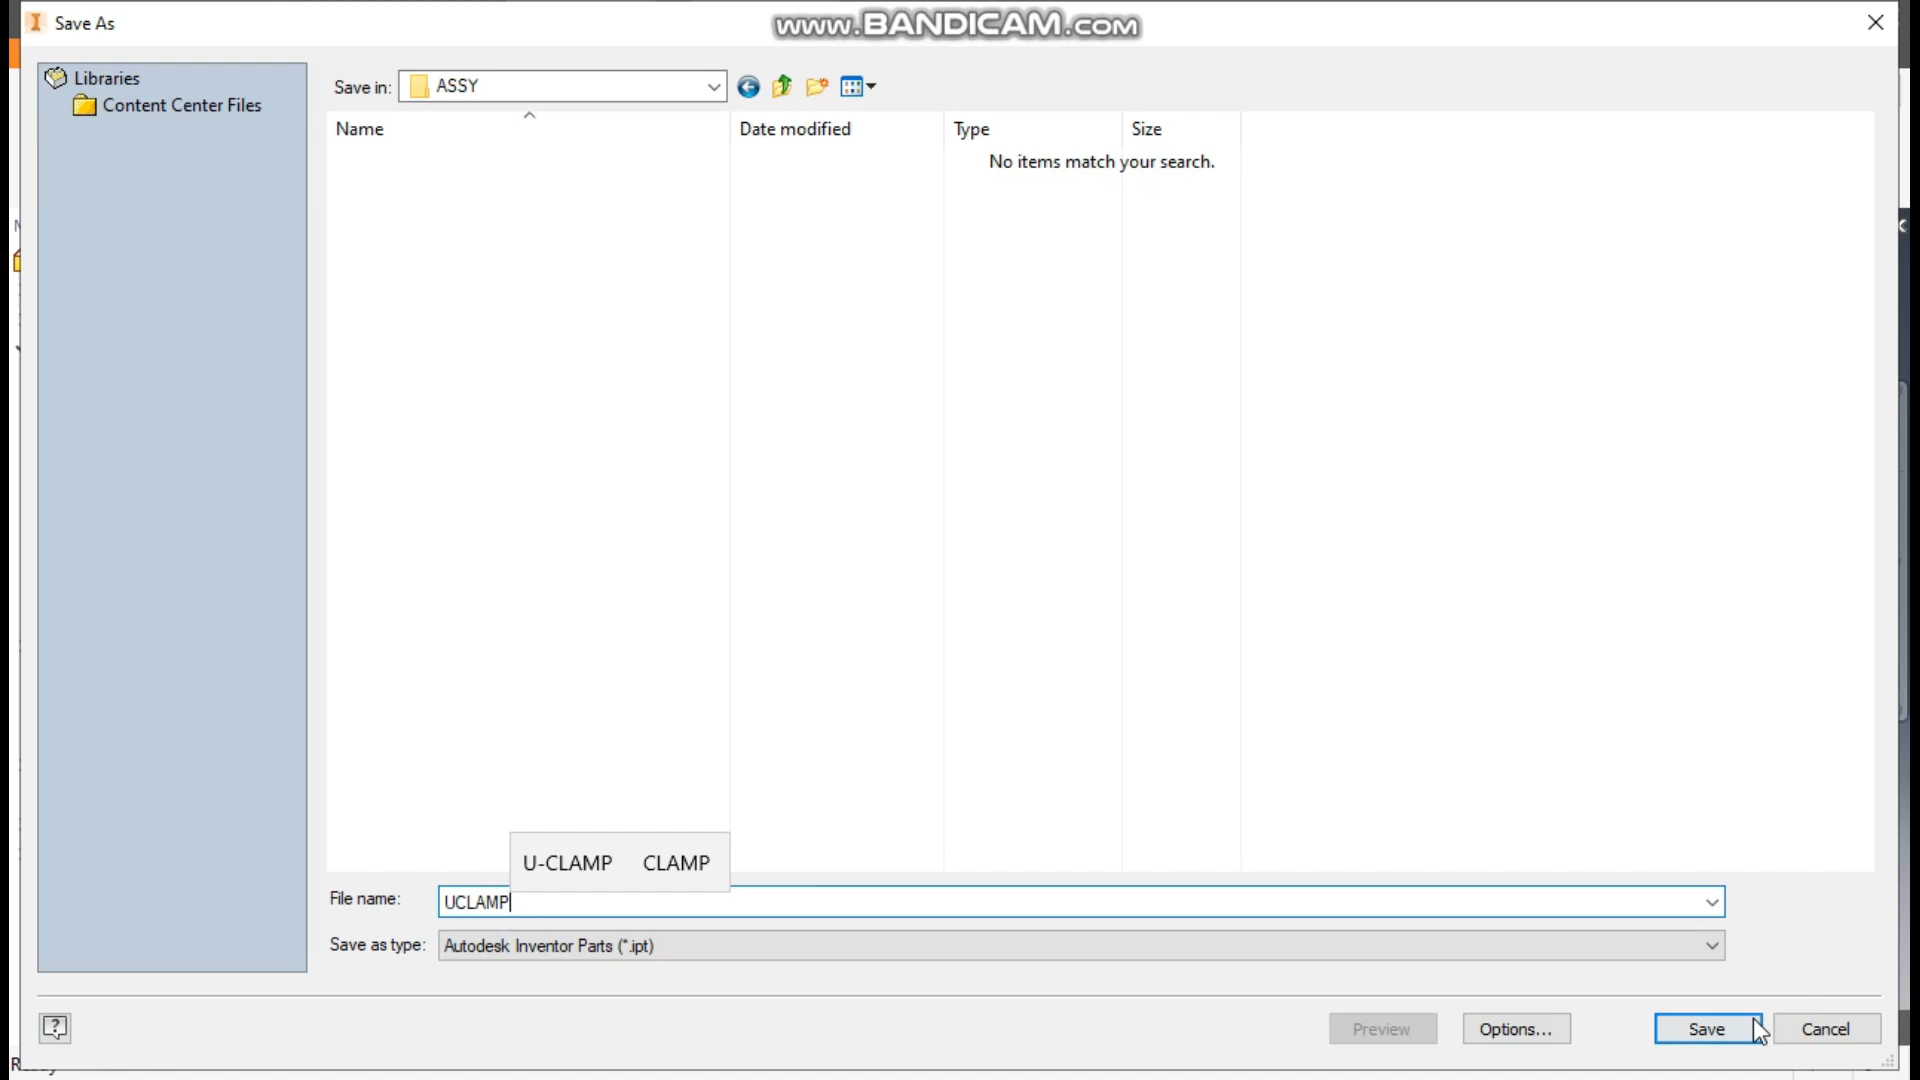 Save As
www.BANDICAM.com
Libraries
Content Center Files
Save in:
ASSY
Name
Date modified
Type
Size
No items match your search.
U-CLAMP
CLAMP
File name:
UCLAMP
Save as type:
Autodesk Inventor Parts (*.ipt)
Preview
Options...
Save
Cancel